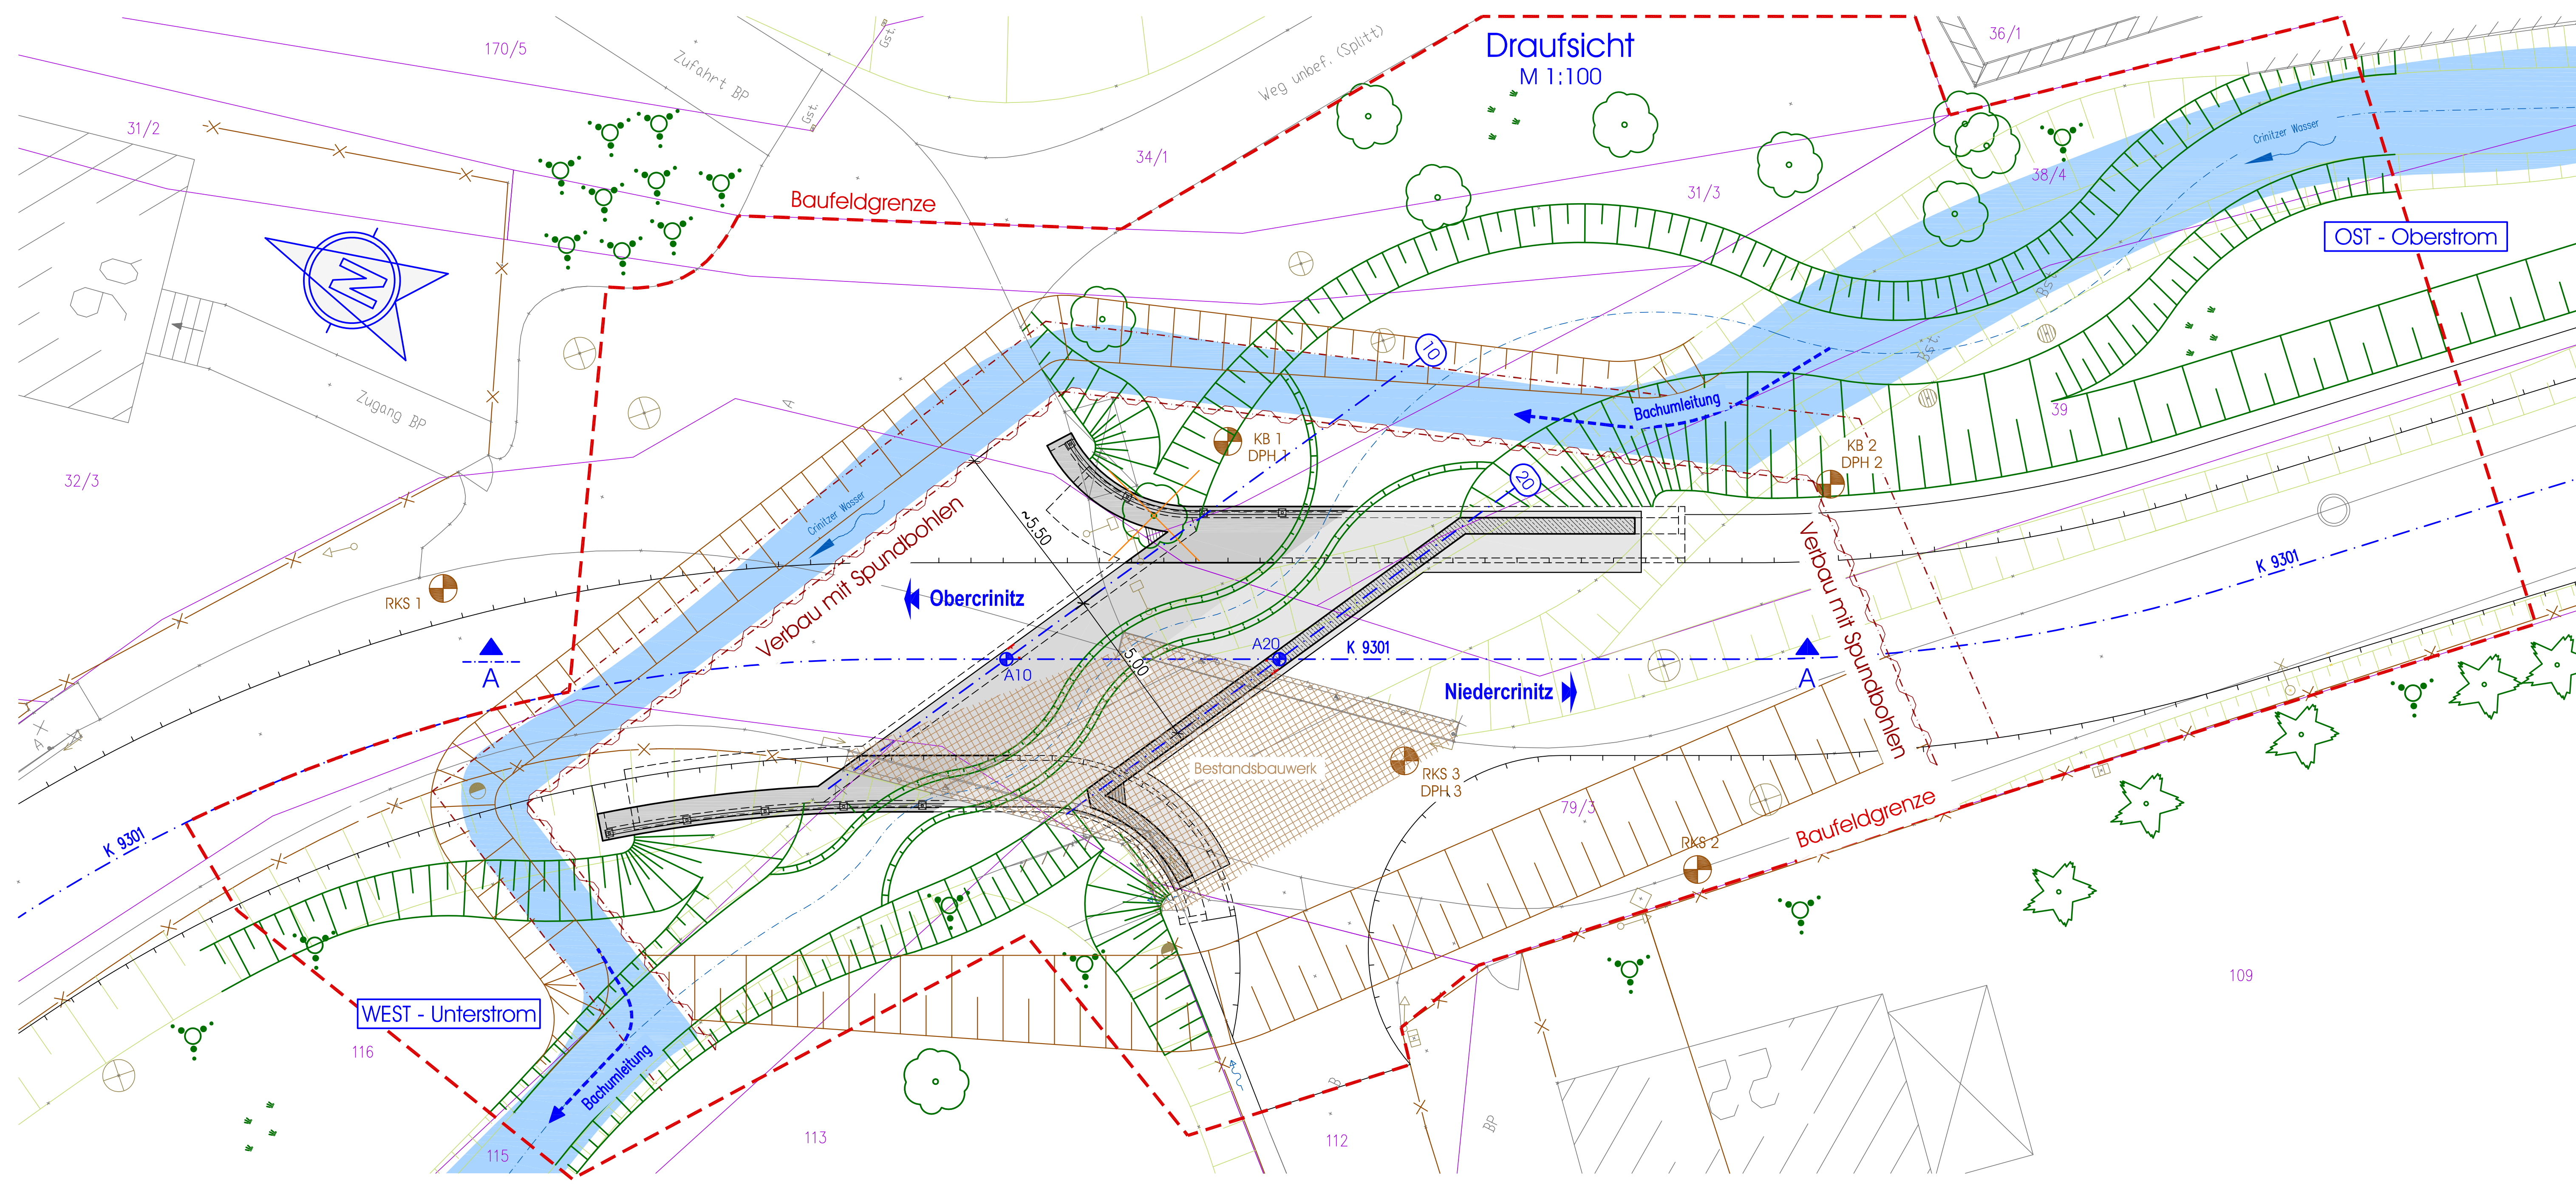 Draufsicht
M 1:100
36/1
170/5
Zufahrt BP
Gst.
Gst.
Weg unbef. (Splitt)
31/2
34/1
31/3
38/4
Crinitzer Wasser
Baufeldgrenze
OST - Oberstrom
N
Bst.
Bst.
10
Bachumleitung
39
Zugang BP
A
32/3
KB 1
DPH 1
KB 2
DPH 2
20
Crinitzer Wasser
~5.50
Verbau mit Spundbohlen
Verbau mit Spundbohlen
RKS 1
Obercrinitz
K 9301
A20
K 9301
A10
5.00
A
A
Niedercrinitz
Bestandsbauwerk
RKS 3
DPH 3
79/3
Baufeldgrenze
K 9301
RKS 2
109
WEST - Unterstrom
116
Bachumleitung
55
B
BP
113
112
115